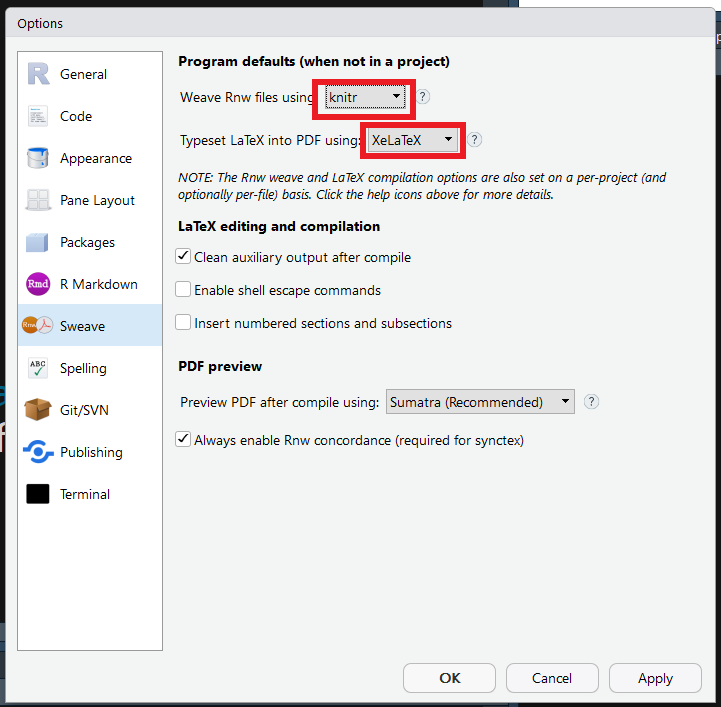 Options
General
Code
Appearance
Pane Layout
Packages
Rmd R Markdown
Rnw Sweave
ABC Spelling
Git/SVN
Publishing
Terminal
Program defaults (when not in a project)
Weave Rnw files using knitr ?
Typeset LaTeX into PDF using: XeLaTeX ?
NOTE: The Rnw weave and LaTeX compilation options are also set on a per-project (and
optionally per-file) basis. Click the help icons above for more details.
LaTeX editing and compilation
Clean auxiliary output after compile
Enable shell escape commands
Insert numbered sections and subsections
PDF preview
Preview PDF after compile using: Sumatra (Recommended) ?
Always enable Rnw concordance (required for synctex)
OK Cancel Apply